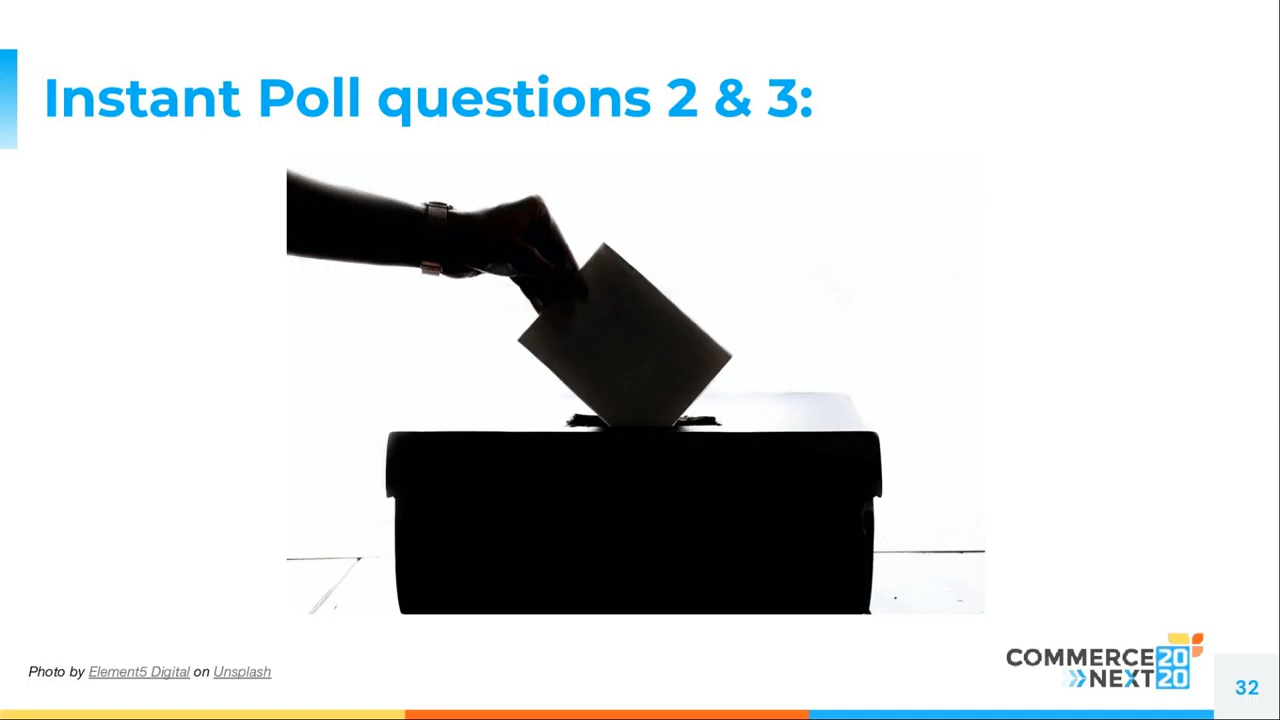 Instant Poll questions 2 & 3:
Photo by Element5 Digital on Unsplash
COMMERCE 20
NEXT 20
32